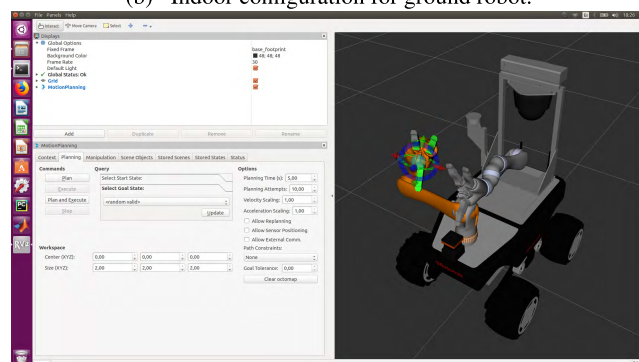 (b) Indoor configuration for ground robot.
File Panels Help
18:26
Interact Move Camera Select
Displays
Global Options
Fixed Frame base_footprint
Background Color 48; 48; 48
Frame Rate 30
Default Light
Global Status: Ok
Grid
MotionPlanning
Add Duplicate Remove Rename
MotionPlanning
Context Planning Manipulation Scene Objects Stored Scenes Stored States Status
Commands Query Options
Plan Select Start State: Planning Time (s): 5,00
Execute Select Goal State: Planning Attempts: 10,00
Plan and Execute <random valid> Velocity Scaling: 1,00
Stop Update Acceleration Scaling: 1,00
Allow Replanning
Allow Sensor Positioning
Allow External Comm.
Workspace Path Constraints:
Center (XYZ): 0,00 0,00 0,00 None
Size (XYZ): 2,00 2,00 2,00 Goal Tolerance: 0,00
Clear octomap